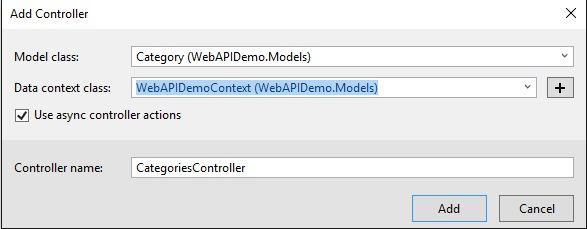 Add Controller
Model class: Category (WebAPIDemo.Models)
Data context class: WebAPIDemoContext (WebAPIDemo.Models)
Use async controller actions
Controller name: CategoriesController
Add Cancel